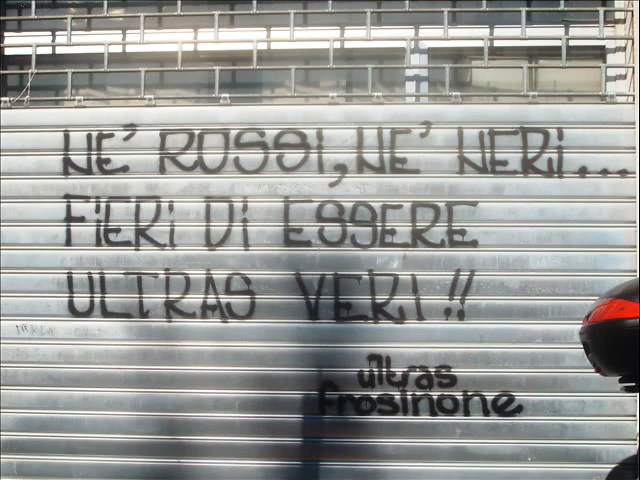 NE' ROSSI, NE' NERI...
FIERI DI ESSERE
ULTRAS VERI!!
ultras
frosinone